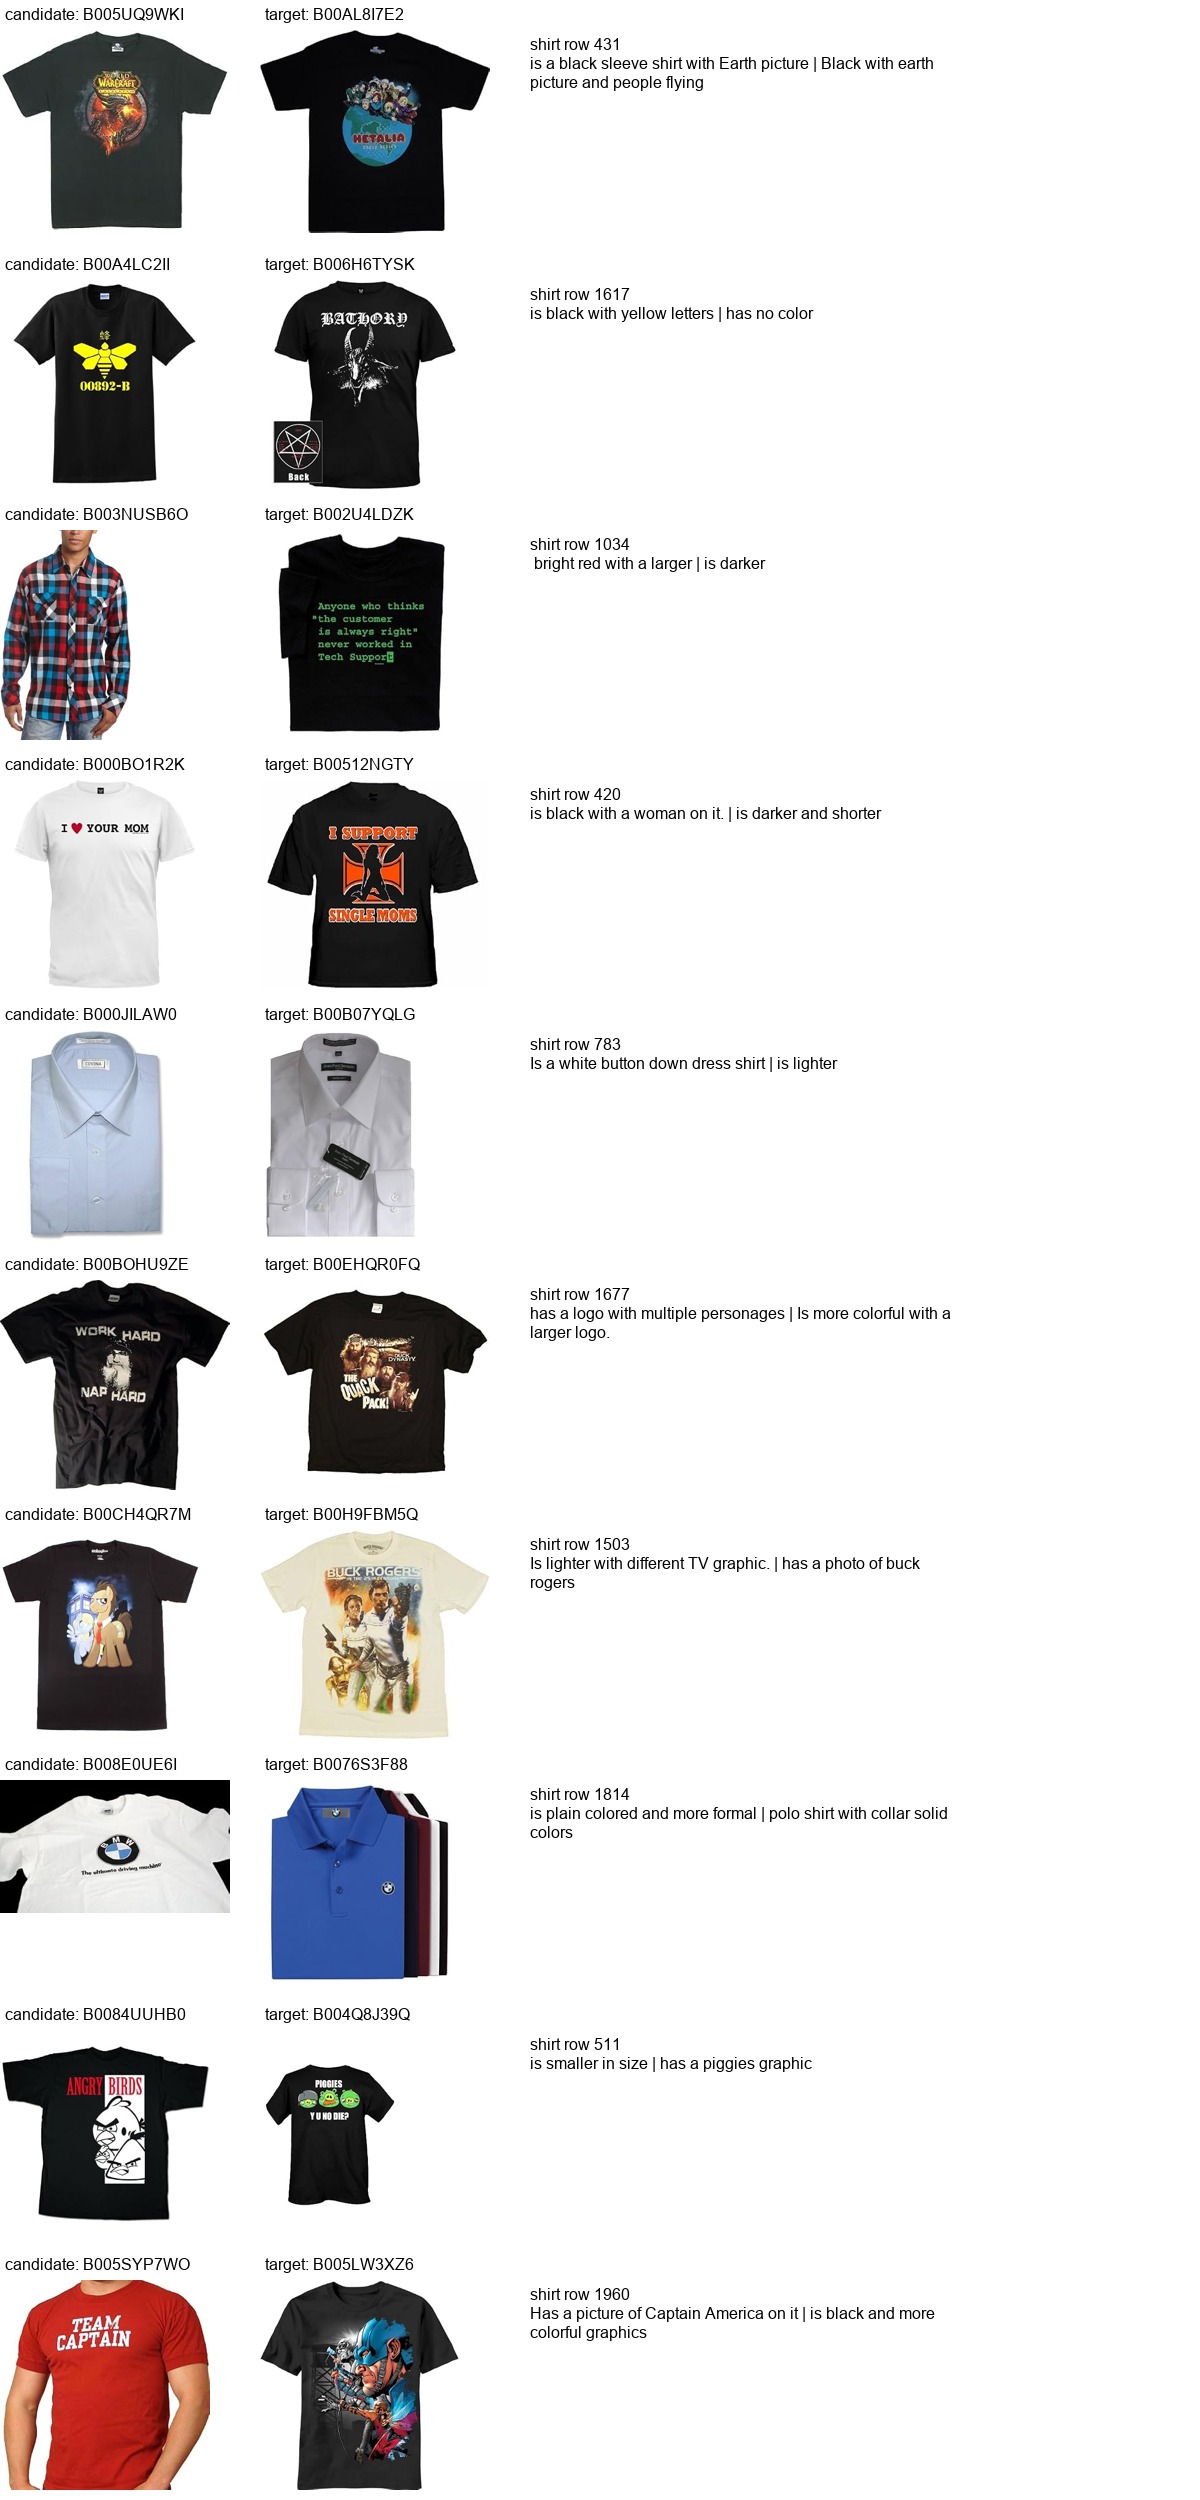 candidate: B005UQ9WKI
target: B00AL8I7E2
shirt row 431
is a black sleeve shirt with Earth picture | Black with earth
picture and people flying
WORLD
WARCRAFT
HETALIA
candidate: B00A4LC2II
target: B006H6TYSK
shirt row 1617
is black with yellow letters | has no color
蜂
00892-B
BATHORY
Back
candidate: B003NUSB6O
target: B002U4LDZK
shirt row 1034
bright red with a larger | is darker
Anyone who thinks
"the customer
is always right"
never worked in
Tech Support
candidate: B000BO1R2K
target: B00512NGTY
shirt row 420
is black with a woman on it. | is darker and shorter
I YOUR MOM
I SUPPORT
SINGLE MOMS
candidate: B000JILAW0
target: B00B07YQLG
shirt row 783
Is a white button down dress shirt | is lighter
COVONA
candidate: B00BOHU9ZE
target: B00EHQR0FQ
shirt row 1677
has a logo with multiple personages | Is more colorful with a
larger logo.
WORK HARD
NAP HARD
DUCK
DYNASTY
THE
QUACK
PACK!
candidate: B00CH4QR7M
target: B00H9FBM5Q
shirt row 1503
Is lighter with different TV graphic. | has a photo of buck
rogers
BUCK ROGERS
candidate: B008E0UE6I
target: B0076S3F88
shirt row 1814
is plain colored and more formal | polo shirt with collar solid
colors
BMW
The ultimate driving machine
candidate: B0084UUHB0
target: B004Q8J39Q
shirt row 511
is smaller in size | has a piggies graphic
ANGRY BIRDS
PIGGIES
Y U NO DIE?
candidate: B005SYP7WO
target: B005LW3XZ6
shirt row 1960
Has a picture of Captain America on it | is black and more
colorful graphics
TEAM
CAPTAIN